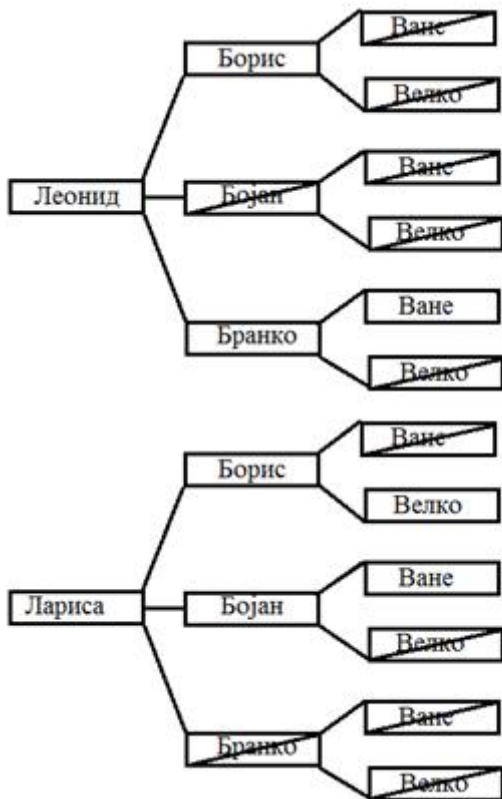 Ване
Борис
Велко
Ване
Леонид
Бојан
Велко
Ване
Бранко
Велко
Ване
Борис
Велко
Ване
Лариса
Бојан
Велко
Ване
Бранко
Велко